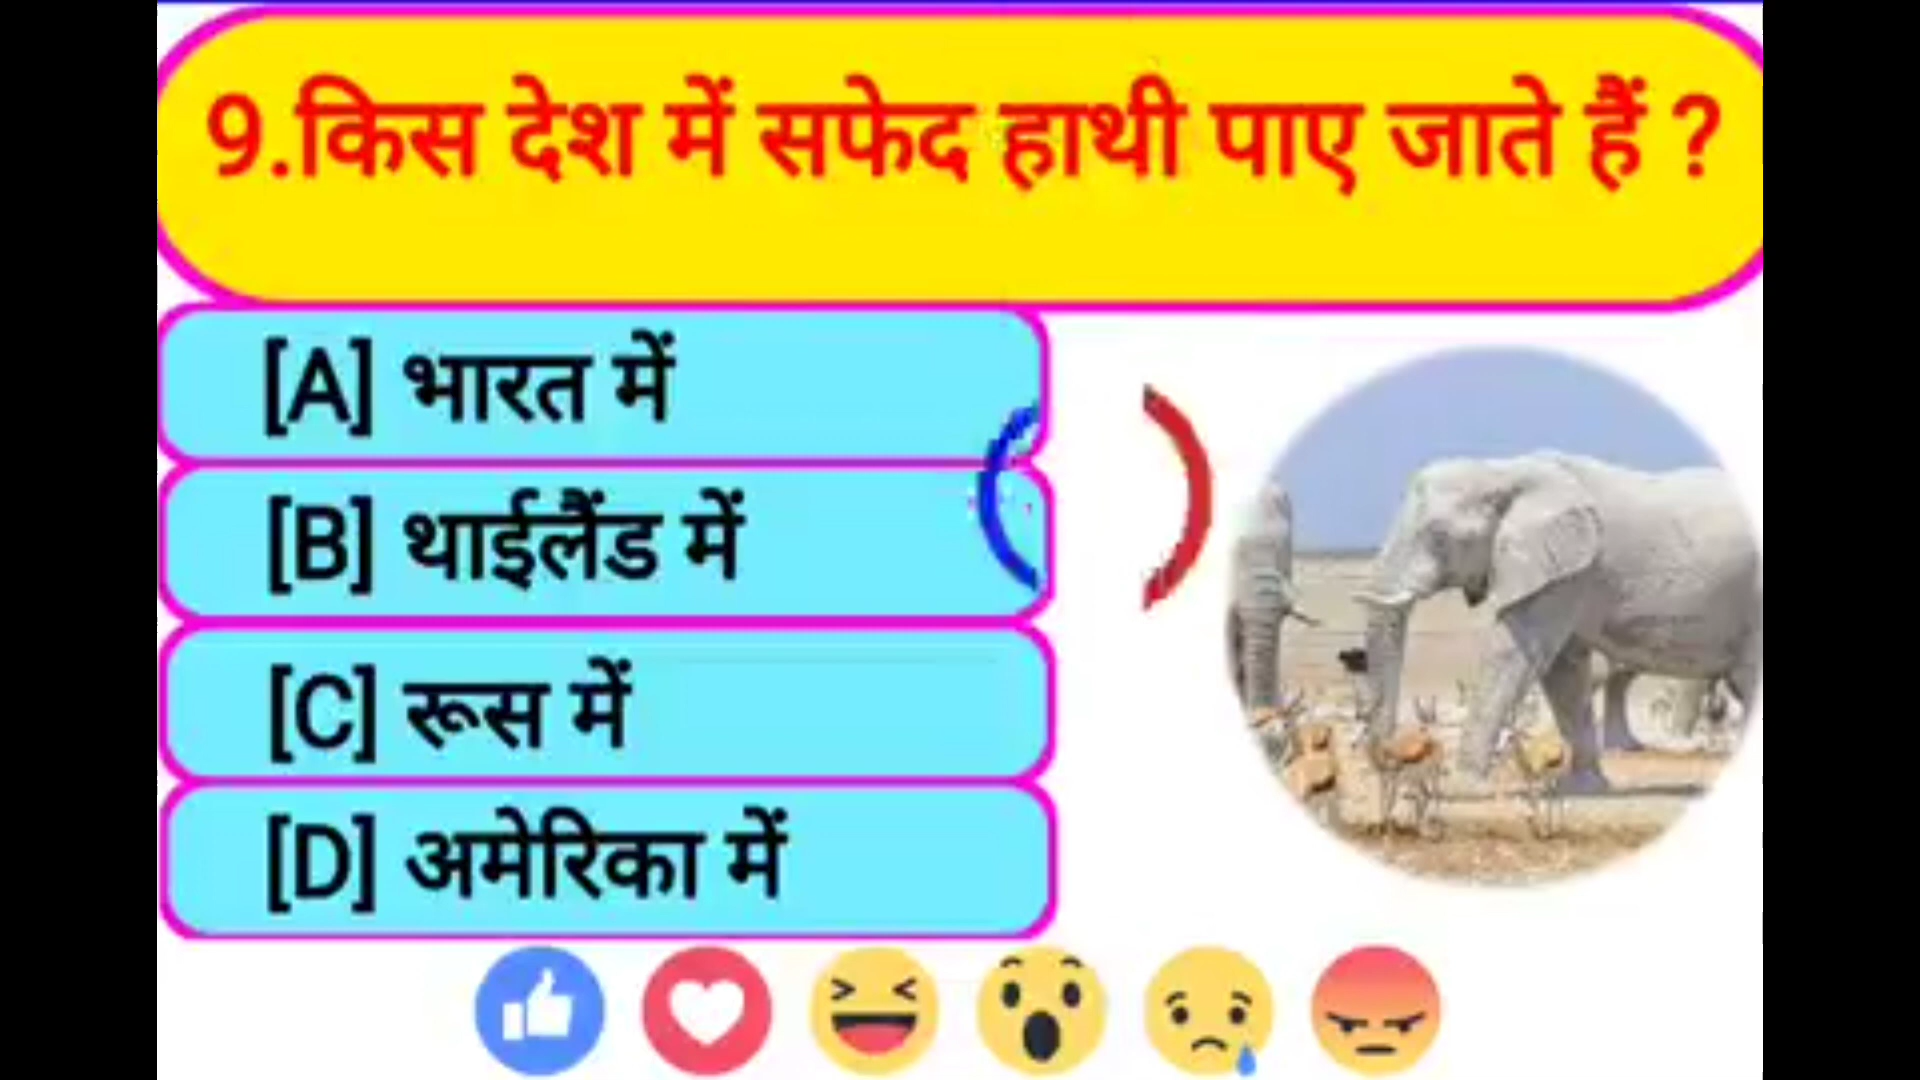 9.किस देश में सफेद हाथी पाए जाते हैं ?
[A] भारत में
[B] थाईलैंड में
[C] रूस में
[D] अमेरिका में